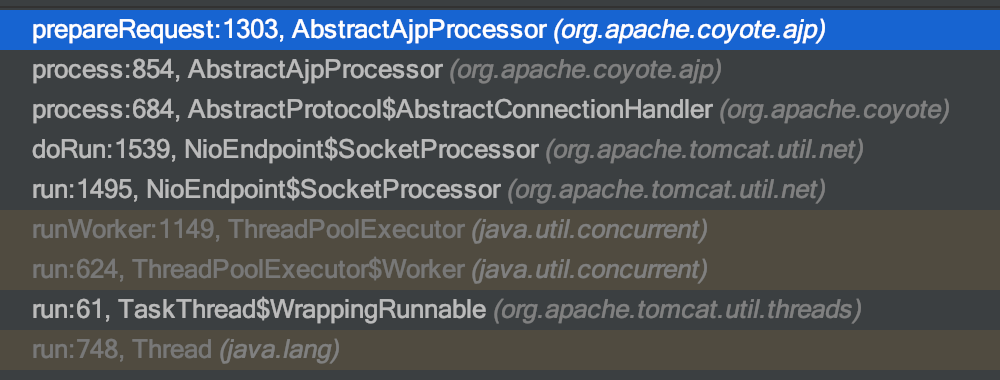 prepareRequest:1303, AbstractAjpProcessor (org.apache.coyote.ajp)
process:854, AbstractAjpProcessor (org.apache.coyote.ajp)
process:684, AbstractProtocol$AbstractConnectionHandler (org.apache.coyote)
doRun:1539, NioEndpoint$SocketProcessor (org.apache.tomcat.util.net)
run:1495, NioEndpoint$SocketProcessor (org.apache.tomcat.util.net)
runWorker:1149, ThreadPoolExecutor (java.util.concurrent)
run:624, ThreadPoolExecutor$Worker (java.util.concurrent)
run:61, TaskThread$WrappingRunnable (org.apache.tomcat.util.threads)
run:748, Thread (java.lang)